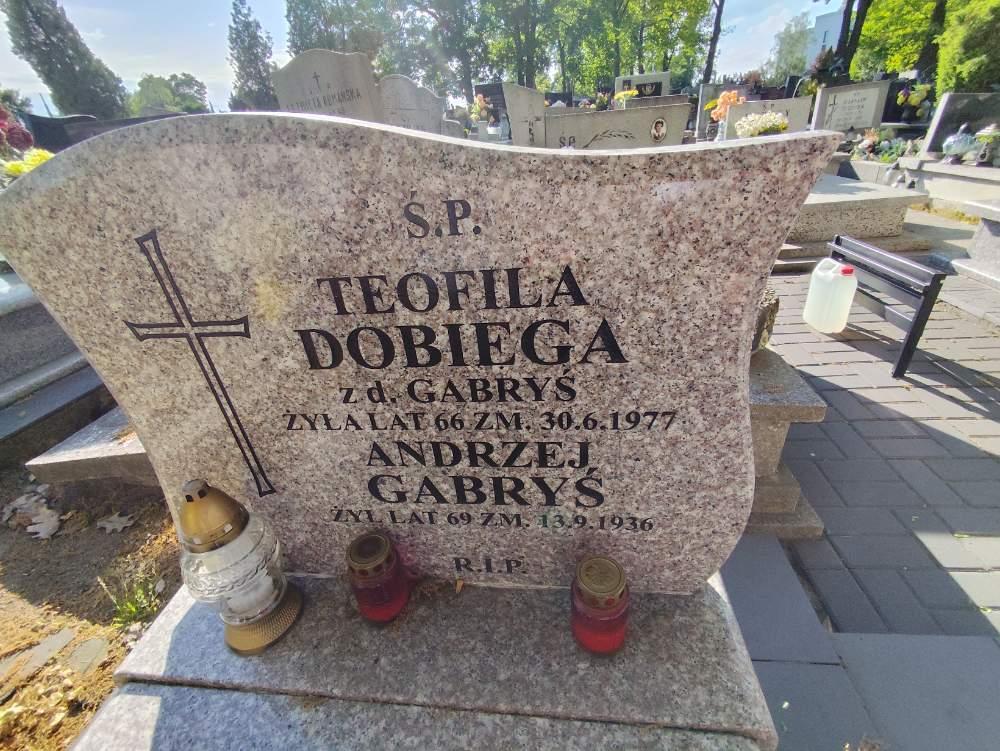 Ś.P.
TEOFILA
DOBIEGA
z d. GABRYŚ
ŻYŁA LAT 66 ZM. 30.6.1977
ANDRZEJ
GABRYŚ
ŻYŁ LAT 69 ZM. 13.9.1936
R.I.P.